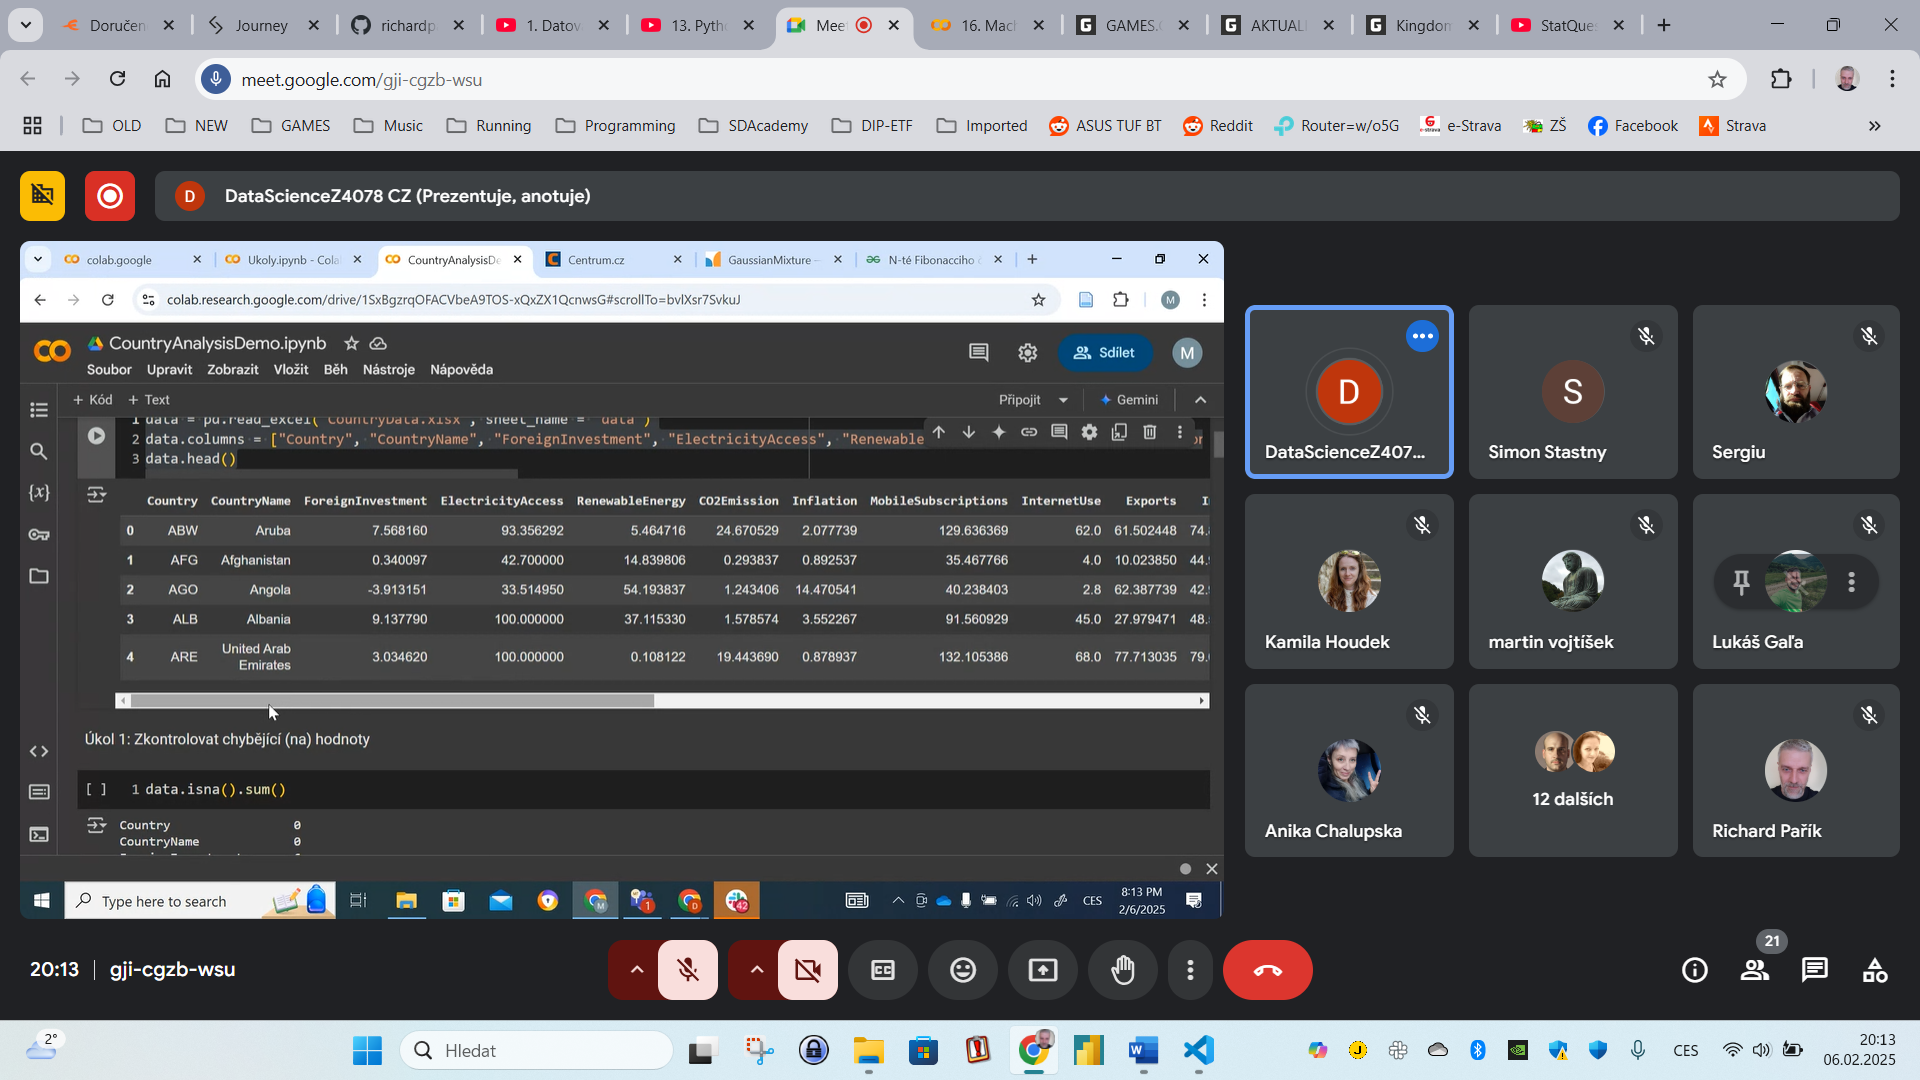 Doručen
Journey
richardp
1. Datov
13. Pyth
Meet
16. Mach
GAMES.
AKTUAL
Kingdom
StatQues
meet.google.com/gji-cgzb-wsu
OLD
NEW
GAMES
Music
Running
Programming
SDAcademy
DIP-ETF
Imported
ASUS TUF BT
Reddit
Router=w/o5G
e-Strava
ZŠ
Facebook
Strava
D
DataScienceZ4078 CZ (Prezentuje, anotuje)
colab.google
Ukoly.ipynb - Cola
CountryAnalysisDe
Centrum.cz
GaussianMixture —
N-té Fibonacciho č
colab.research.google.com/drive/1SxBgzrqOFACVbeA9TOS-xQxZX1QcnwsG#scrollTo=bvlXsr7SvkuJ
M
CountryAnalysisDemo.ipynb
Sdílet
M
Soubor Upravit Zobrazit Vložit Běh Nástroje Nápověda
+ Kód + Text
Připojit
Gemini
1 data = pd.read_excel("CountryData.xlsx", sheet_name = "data")
2 data.columns = ["Country", "CountryName", "ForeignInvestment", "ElectricityAccess", "Renewable
3 data.head()
Country CountryName ForeignInvestment ElectricityAccess RenewableEnergy CO2Emission Inflation MobileSubscriptions InternetUse Exports I
0 ABW Aruba 7.568160 93.356292 5.464716 24.670529 2.077739 129.636369 62.0 61.502448 74.
1 AFG Afghanistan 0.340097 42.700000 14.839806 0.293837 0.892537 35.467766 4.0 10.023850 44.
2 AGO Angola -3.913151 33.514950 54.193837 1.243406 14.470541 40.238403 2.8 62.387739 42.
3 ALB Albania 9.137790 100.000000 37.115330 1.578574 3.552267 91.560929 45.0 27.979471 48.
4 ARE United Arab Emirates 3.034620 100.000000 0.108122 19.443690 0.878937 132.105386 68.0 77.713035 79.
Úkol 1: Zkontrolovat chybějící (na) hodnoty
[ ] 1 data.isna().sum()
Country 0
CountryName 0
Type here to search
1
42
CES
8:13 PM
2/6/2025
D
DataScienceZ407...
S
Simon Stastny
Sergiu
Kamila Houdek
martin vojtíšek
Lukáš Gaľa
Anika Chalupska
12 dalších
Richard Pařík
20:13
gji-cgzb-wsu
21
2°
Hledat
CES
20:13
06.02.2025